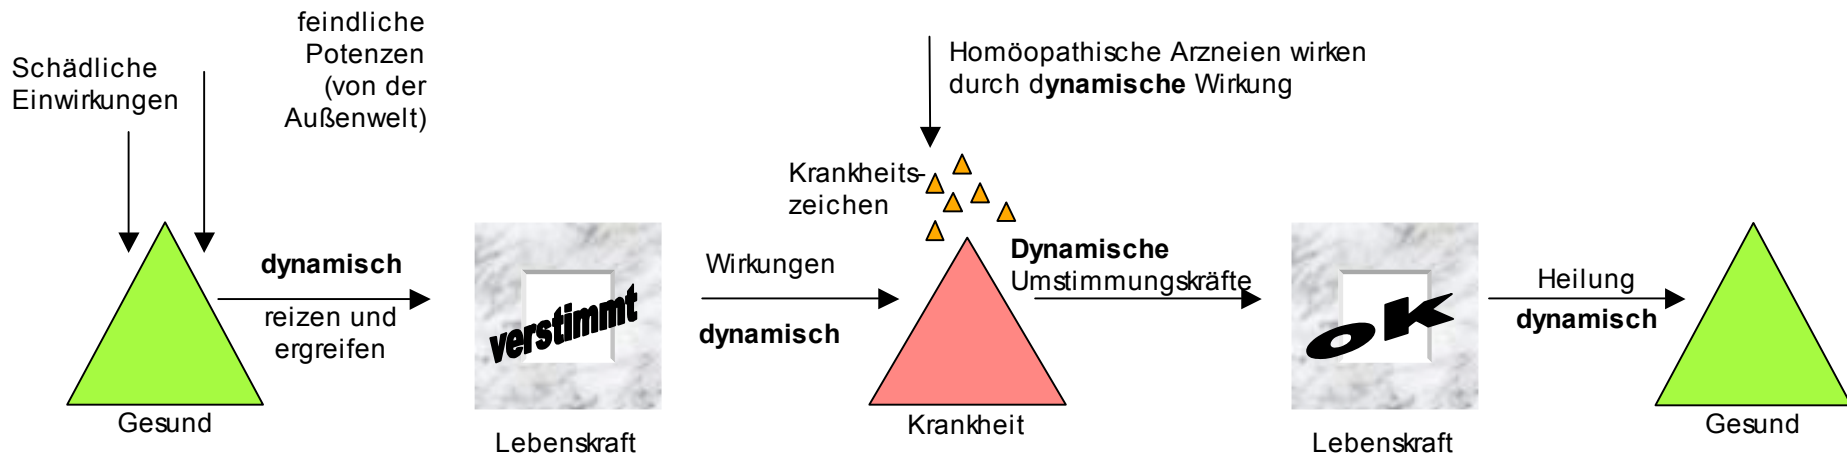 Schädliche
Einwirkungen
feindliche
Potenzen
(von der
Außenwelt)
dynamisch
reizen und
ergreifen
Gesund
verstimmt
Lebenskraft
Wirkungen
dynamisch
Homöopathische Arzneien wirken
durch dynamische Wirkung
Krankheits-
zeichen
Krankheit
Dynamische
Umstimmungskräfte
OK
Lebenskraft
Heilung
dynamisch
Gesund